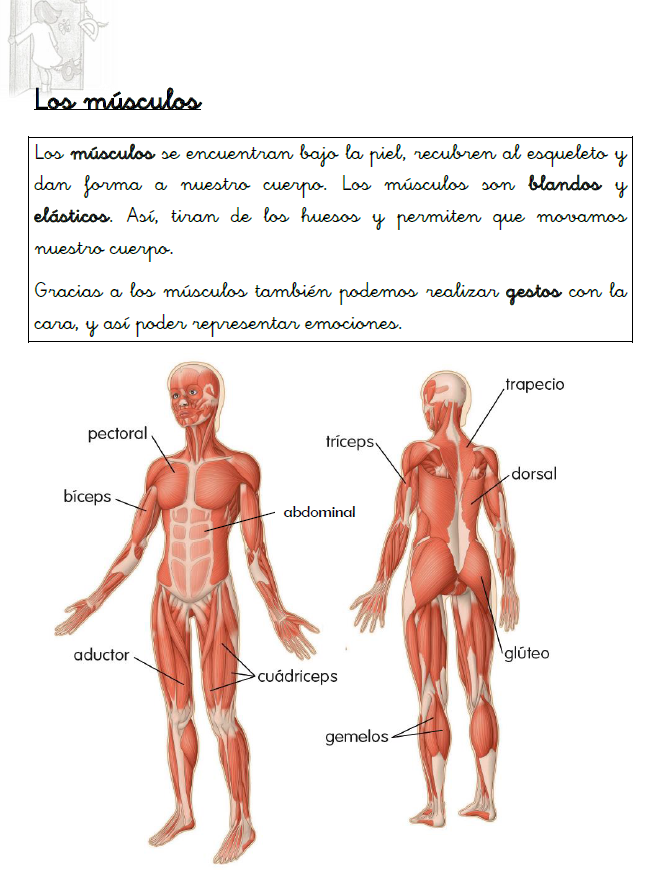 Los músculos
Los músculos se encuentran bajo la piel, recubren al esqueleto y
dan forma a nuestro cuerpo. Los músculos son blandos y
elásticos. Así, tiran de los huesos y permiten que movamos
nuestro cuerpo.
Gracias a los músculos también podemos realizar gestos con la
cara, y así poder representar emociones.
pectoral
bíceps
abdominal
aductor
cuádriceps
trapecio
tríceps
dorsal
glúteo
gemelos